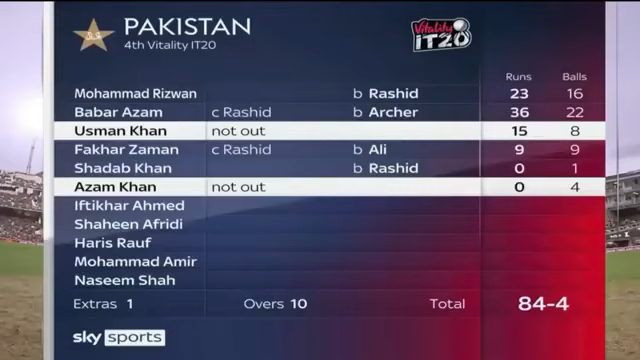 PAKISTAN
4th Vitality IT20
Vitality IT20
Runs Balls
Mohammad Rizwan b Rashid 23 16
Babar Azam c Rashid b Archer 36 22
Usman Khan not out 15 8
Fakhar Zaman c Rashid b Ali 9 9
Shadab Khan b Rashid 0 1
Azam Khan not out 0 4
Iftikhar Ahmed
Shaheen Afridi
Haris Rauf
Mohammad Amir
Naseem Shah
Extras 1 Overs 10 Total 84-4
sky sports